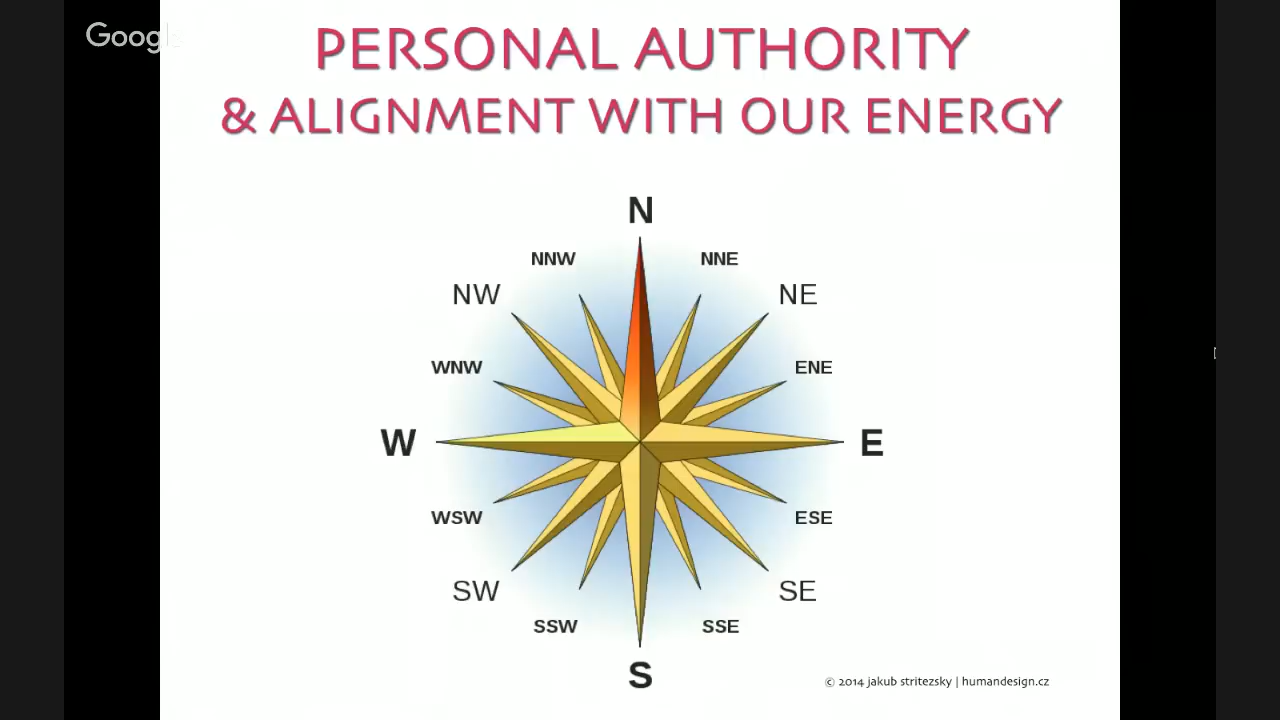 Google
PERSONAL AUTHORITY
& ALIGNMENT WITH OUR ENERGY
N
NNW NNE
NW NE
WNW ENE
W E
WSW ESE
SW SE
SSW SSE
S
© 2014 jakub stritezsky | humandesign.cz